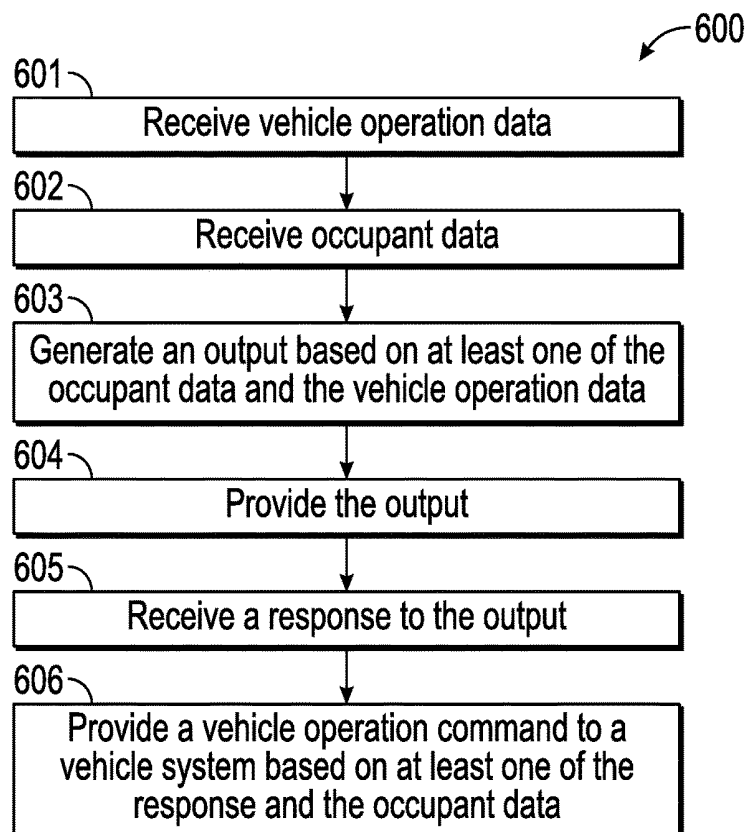 600
601
Receive vehicle operation data
602
Receive occupant data
603
Generate an output based on at least one of the
occupant data and the vehicle operation data
604
Provide the output
605
Receive a response to the output
606
Provide a vehicle operation command to a
vehicle system based on at least one of the
response and the occupant data